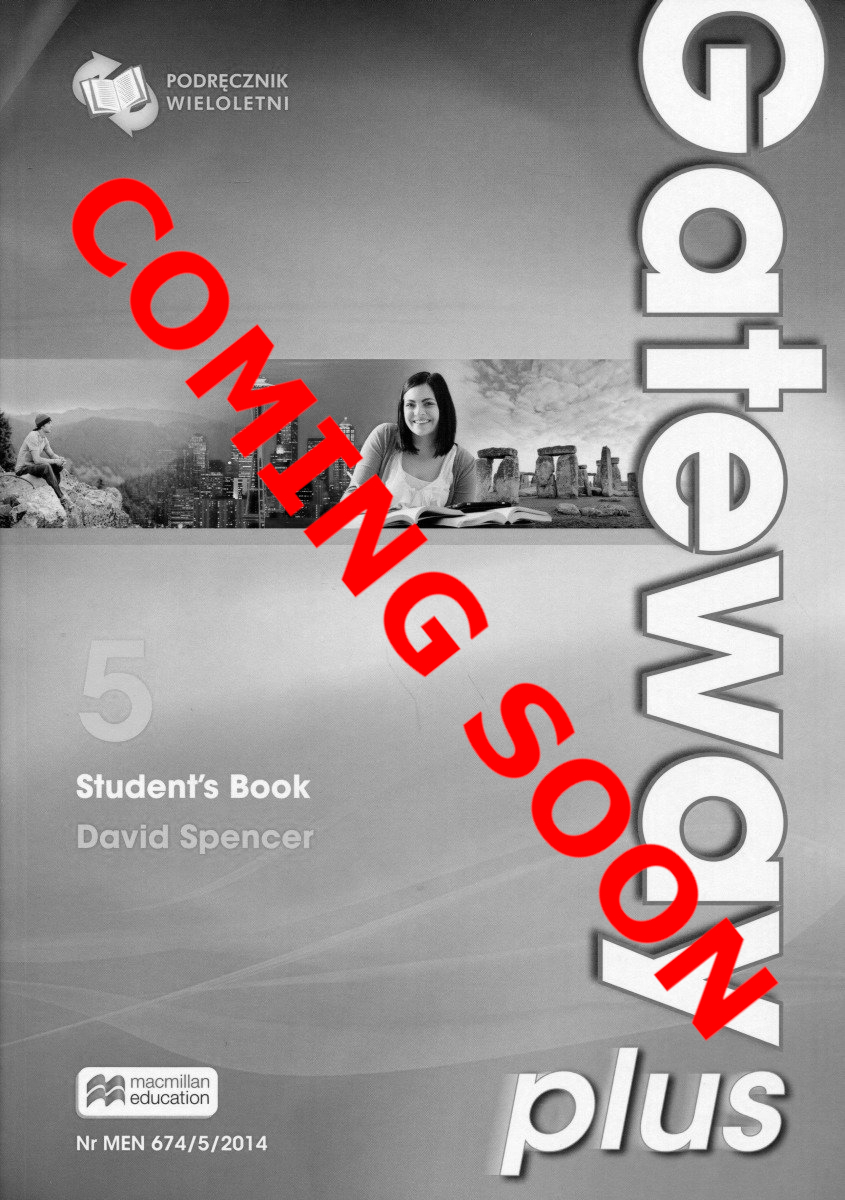 PODRĘCZNIK
WIELOLETNI
Gateway
plus
COMING SOON
5
Student's Book
David Spencer
macmillan
education
Nr MEN 674/5/2014